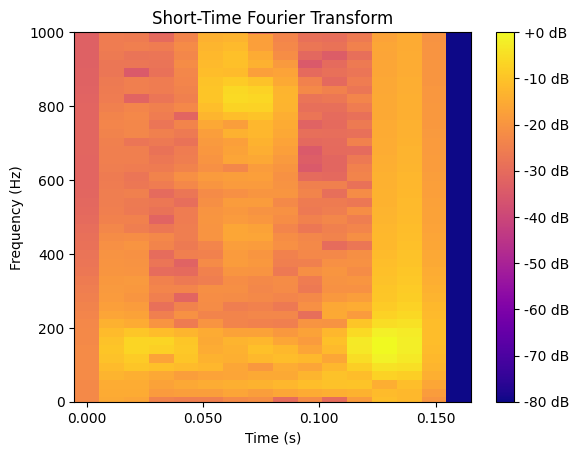 Short-Time Fourier Transform
1000
800
600
400
200
0
Frequency (Hz)
0.000
0.050
0.100
0.150
Time (s)
+0 dB
-10 dB
-20 dB
-30 dB
-40 dB
-50 dB
-60 dB
-70 dB
-80 dB